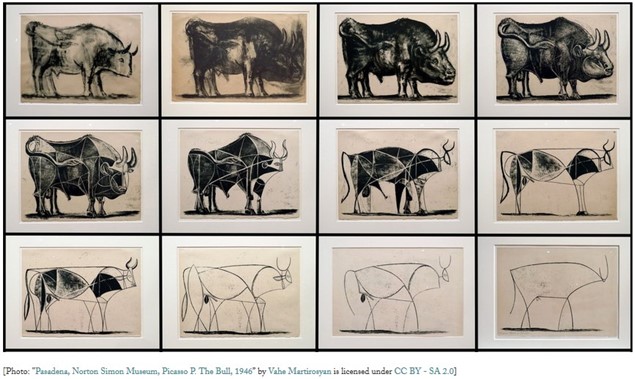 [Photo: "Pasadena, Norton Simon Museum, Picasso P. The Bull, 1946" by Vahe Martirosyan is licensed under CC BY - SA 2.0]